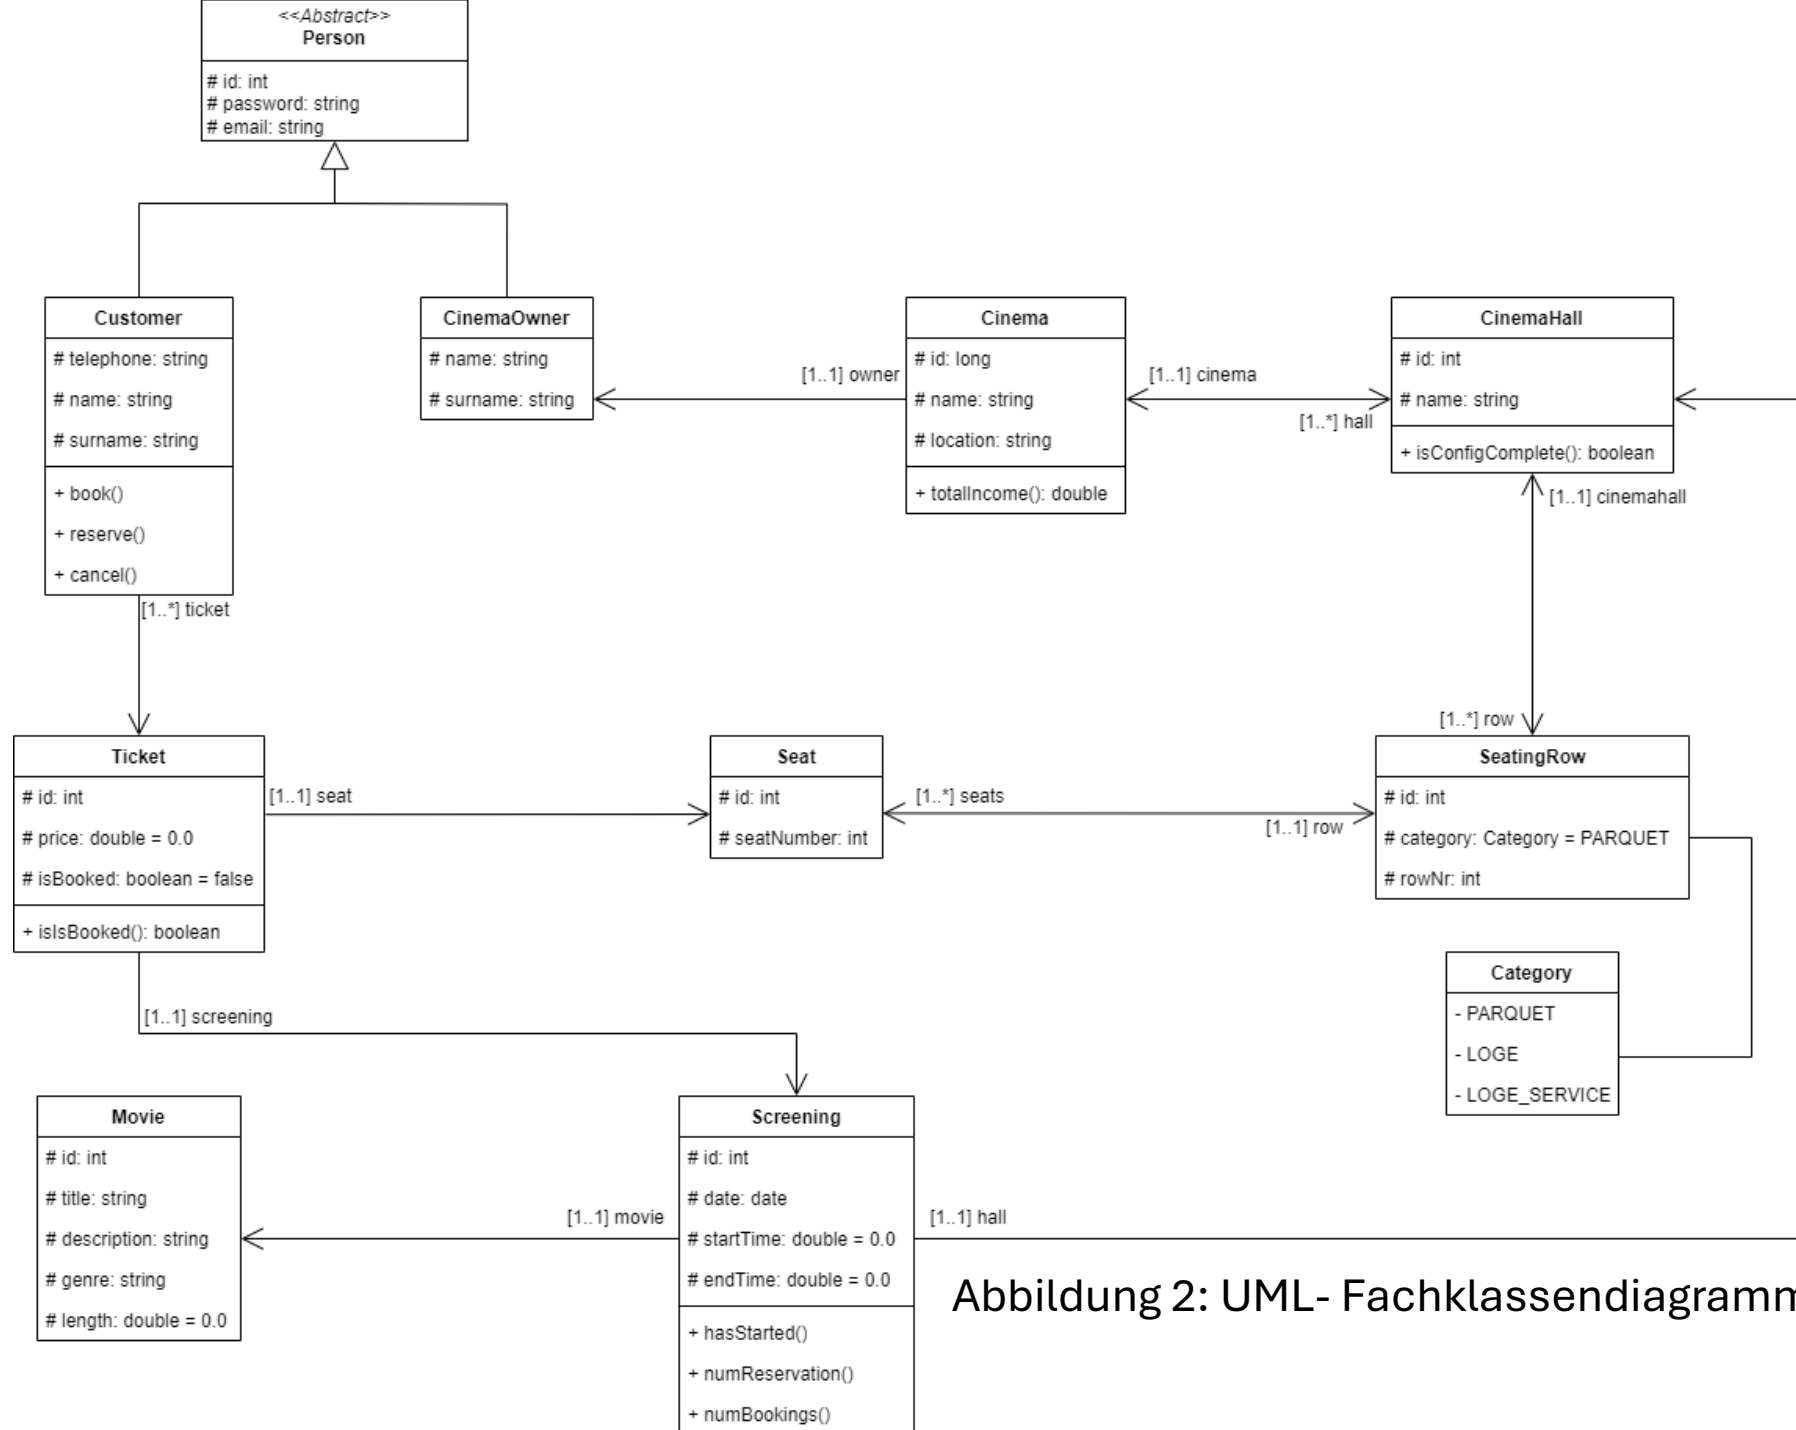 <<Abstract>>
Person
# id: int
# password: string
# email: string
Customer
# telephone: string
# name: string
# surname: string
+ book()
+ reserve()
+ cancel()
[1..*] ticket
CinemaOwner
# name: string
# surname: string
[1..1] owner
Cinema
# id: long
# name: string
# location: string
+ totalIncome(): double
[1..1] cinema
[1..*] hall
CinemaHall
# id: int
# name: string
+ isConfigComplete(): boolean
[1..1] cinemahall
[1..*] row
Ticket
# id: int
# price: double = 0.0
# isBooked: boolean = false
+ isIsBooked(): boolean
[1..1] seat
Seat
# id: int
# seatNumber: int
[1..*] seats
[1..1] row
SeatingRow
# id: int
# category: Category = PARQUET
# rowNr: int
Category
- PARQUET
- LOGE
- LOGE_SERVICE
[1..1] screening
Movie
# id: int
# title: string
# description: string
# genre: string
# length: double = 0.0
[1..1] movie
Screening
# id: int
# date: date
# startTime: double = 0.0
# endTime: double = 0.0
+ hasStarted()
+ numReservation()
+ numBookings()
[1..1] hall
Abbildung 2: UML- Fachklassendiagramm